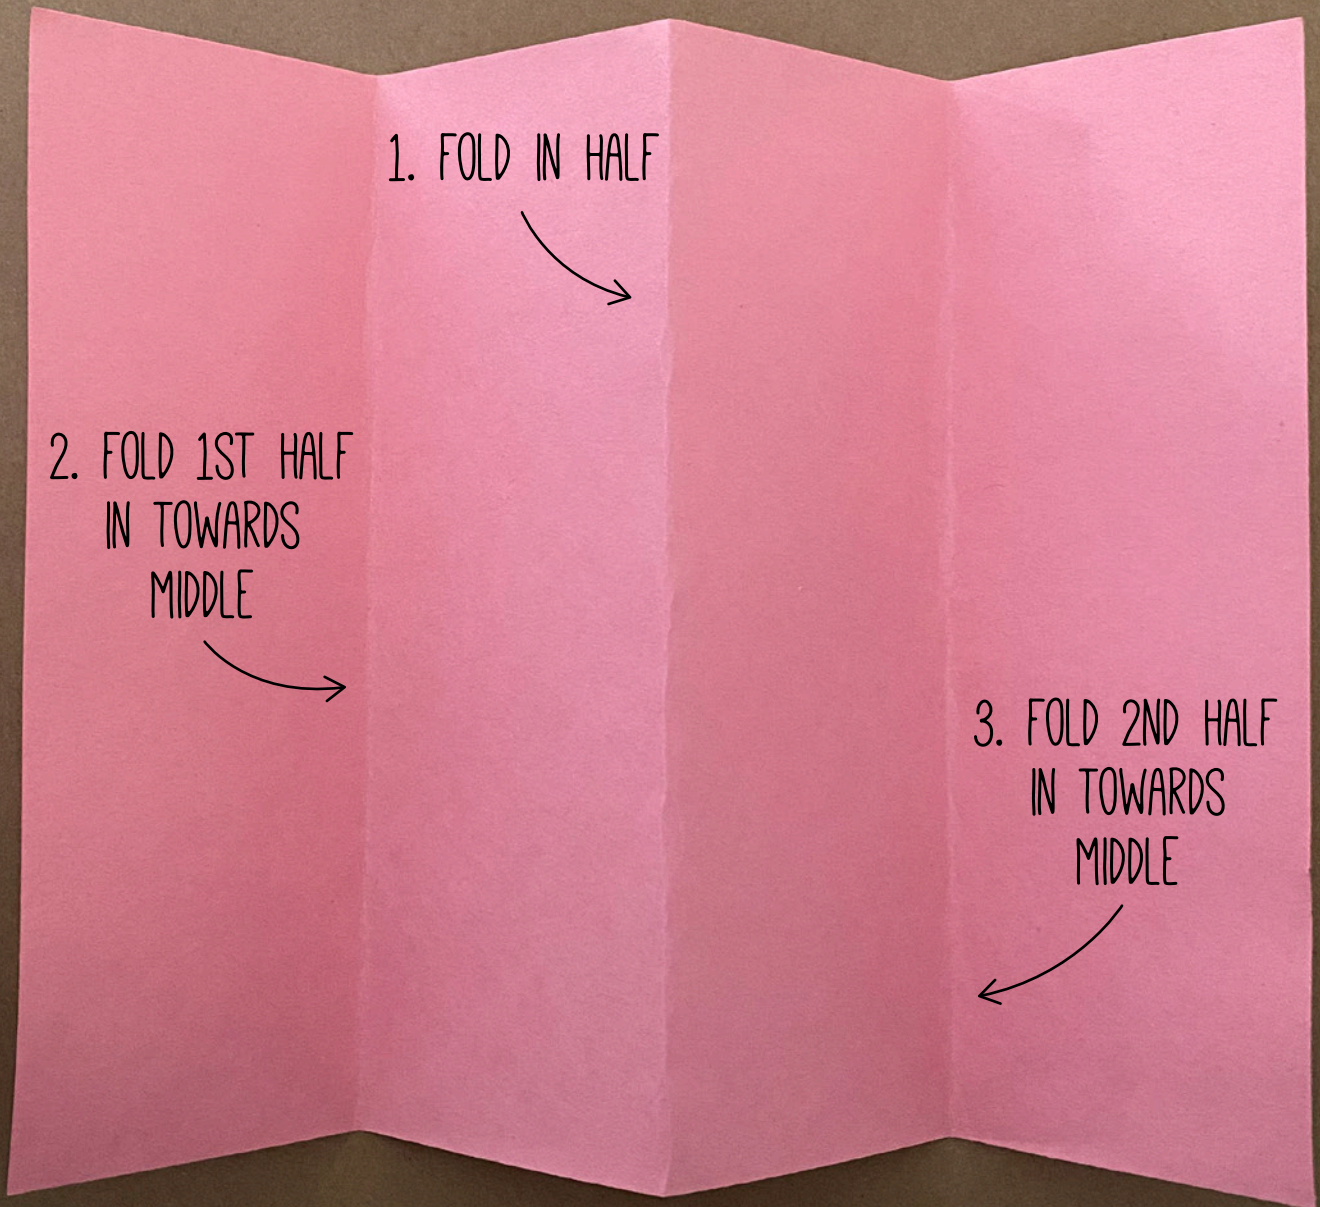 1. FOLD IN HALF
2. FOLD 1ST HALF
IN TOWARDS
MIDDLE
3. FOLD 2ND HALF
IN TOWARDS
MIDDLE